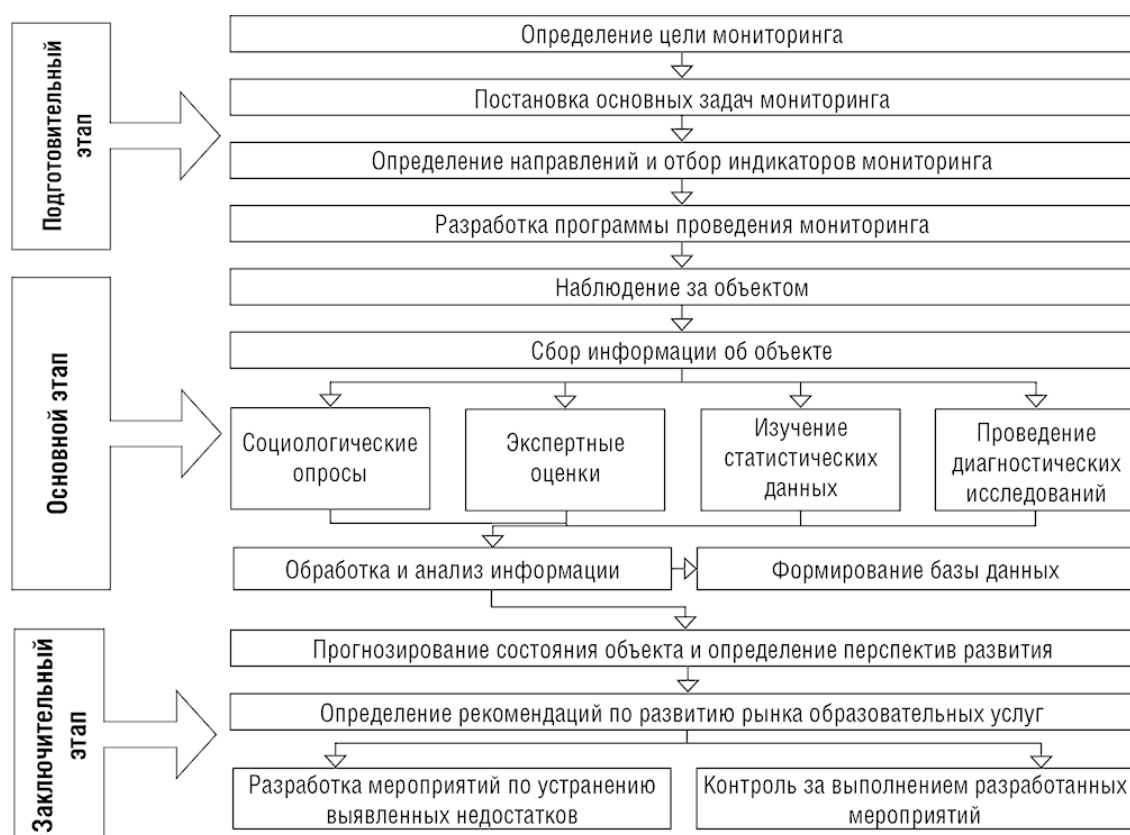 Подготовительный
этап
Определение цели мониторинга
Постановка основных задач мониторинга
Определение направлений и отбор индикаторов мониторинга
Разработка программы проведения мониторинга
Основной этап
Наблюдение за объектом
Сбор информации об объекте
Социологические
опросы
Экспертные
оценки
Изучение
статистических
данных
Проведение
диагностических
исследований
Обработка и анализ информации
Формирование базы данных
Заключительный
этап
Прогнозирование состояния объекта и определение перспектив развития
Определение рекомендаций по развитию рынка образовательных услуг
Разработка мероприятий по устранению
выявленных недостатков
Контроль за выполнением разработанных
мероприятий